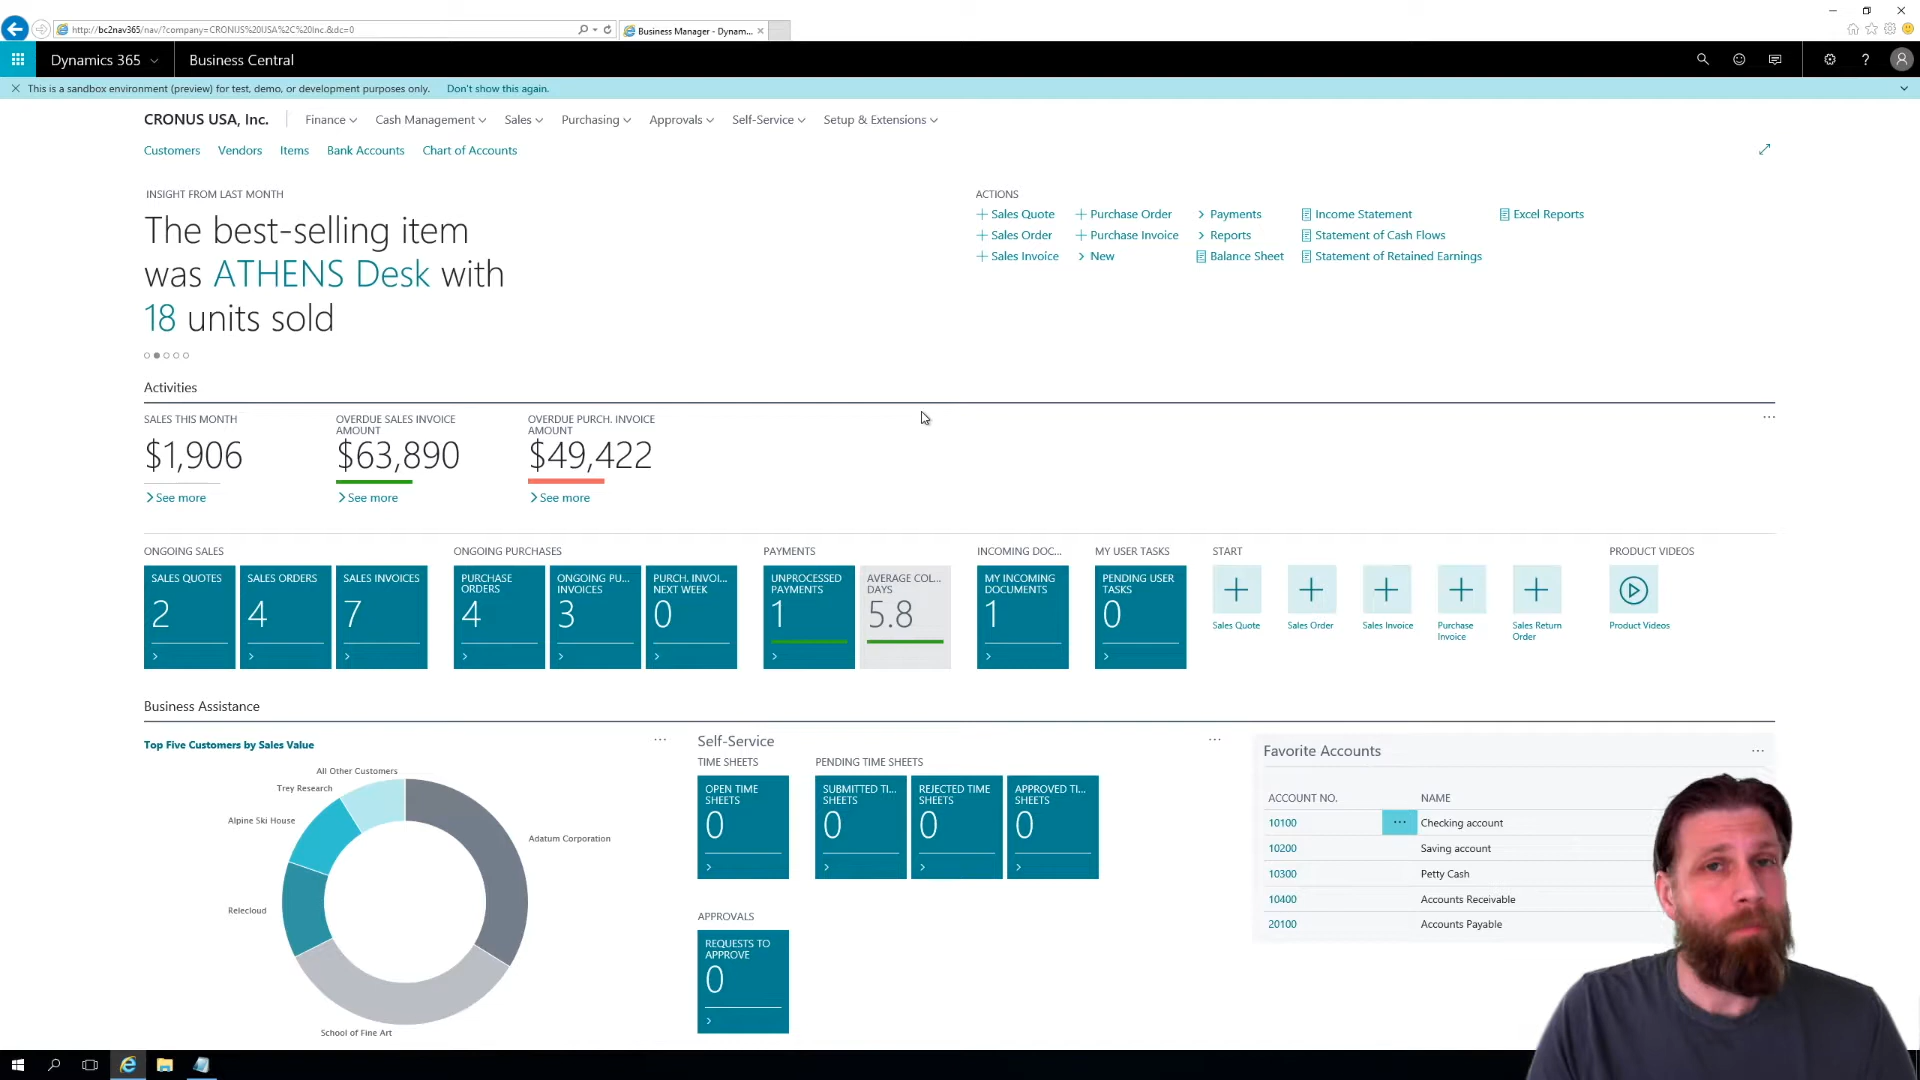 http://bc2nav365/nav/?company=CRONUS%20USA%2C%20Inc.&dc=0
Business Manager - Dynam...
Dynamics 365
Business Central
This is a sandbox environment (preview) for test, demo, or development purposes only. Don't show this again.
CRONUS USA, Inc.
Finance Cash Management Sales Purchasing Approvals Self-Service Setup & Extensions
Customers Vendors Items Bank Accounts Chart of Accounts
INSIGHT FROM LAST MONTH
The best-selling item
was ATHENS Desk with
18 units sold
ACTIONS
Sales Quote Purchase Order Payments Income Statement Excel Reports
Sales Order Purchase Invoice Reports Statement of Cash Flows
Sales Invoice New Balance Sheet Statement of Retained Earnings
Activities
SALES THIS MONTH
$1,906
See more
OVERDUE SALES INVOICE
AMOUNT
$63,890
See more
OVERDUE PURCH. INVOICE
AMOUNT
$49,422
See more
ONGOING SALES
SALES QUOTES
2
SALES ORDERS
4
SALES INVOICES
7
ONGOING PURCHASES
PURCHASE
ORDERS
4
ONGOING PU...
INVOICES
3
PURCH. INVOI...
NEXT WEEK
0
PAYMENTS
UNPROCESSED
PAYMENTS
1
AVERAGE COL...
DAYS
5.8
INCOMING DOC...
MY INCOMING
DOCUMENTS
1
MY USER TASKS
PENDING USER
TASKS
0
START
Sales Quote
Sales Order
Sales Invoice
Purchase
Invoice
Sales Return
Order
PRODUCT VIDEOS
Product Videos
Business Assistance
Top Five Customers by Sales Value
All Other Customers
Trey Research
Alpine Ski House
Adatum Corporation
Relecloud
School of Fine Art
Self-Service
TIME SHEETS
OPEN TIME
SHEETS
0
PENDING TIME SHEETS
SUBMITTED TI...
SHEETS
0
REJECTED TIME
SHEETS
0
APPROVED TI...
SHEETS
0
APPROVALS
REQUESTS TO
APPROVE
0
Favorite Accounts
ACCOUNT NO. NAME
10100 Checking account
10200 Saving account
10300 Petty Cash
10400 Accounts Receivable
20100 Accounts Payable